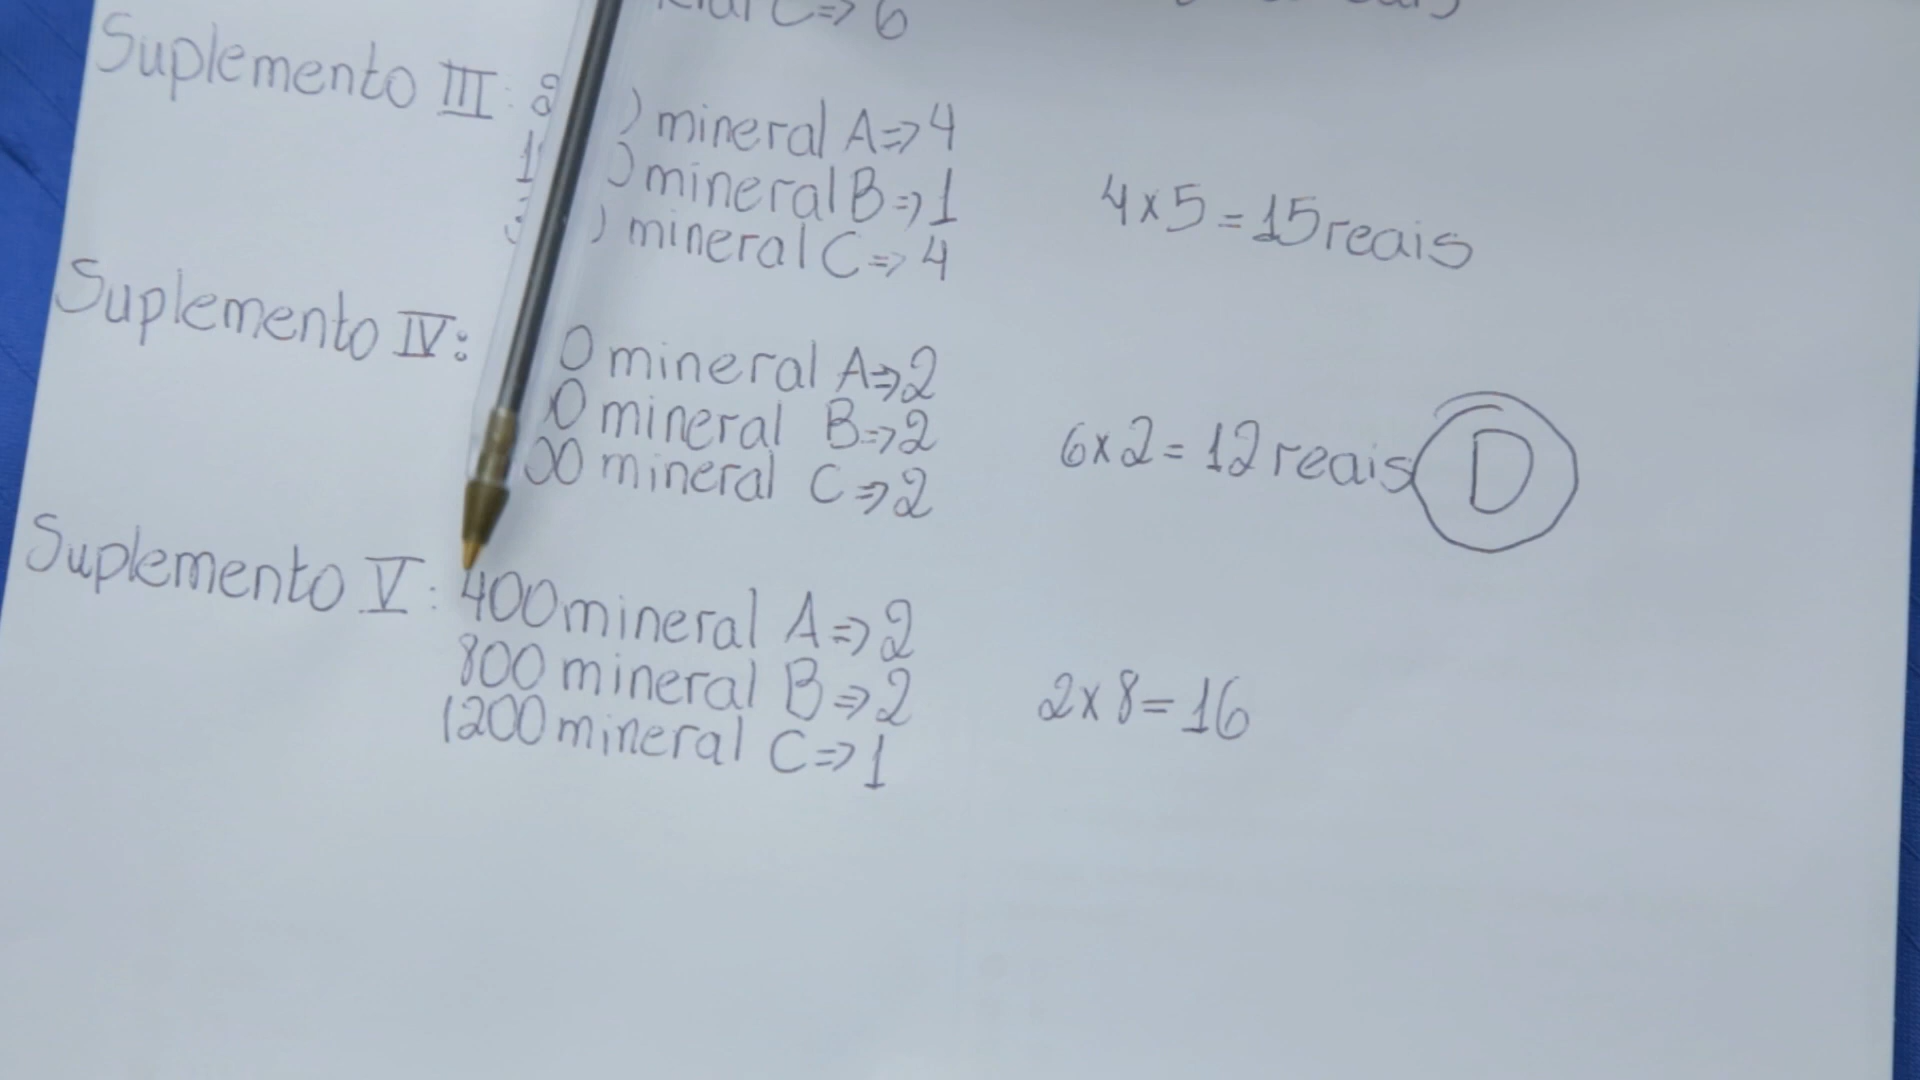 C=> 6
Suplemento III: mineral A=>4
mineral B=>1
mineral C=>4
4x5=15 reais
Suplemento IV: 0 mineral A=>2
0 mineral B=>2
00 mineral C=>2
6x2=12 reais D
Suplemento V: 400 mineral A=>2
800 mineral B=>2
1200 mineral C=>1
2x8=16